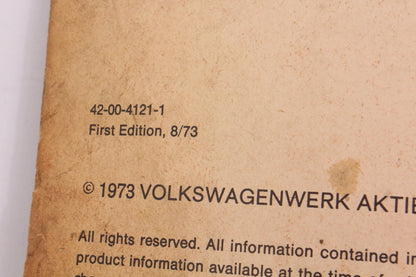 42-00-4121-1
First Edition, 8/73
© 1973 VOLKSWAGENWERK AKTIE
All rights reserved. All information contained i
product information available at the time of